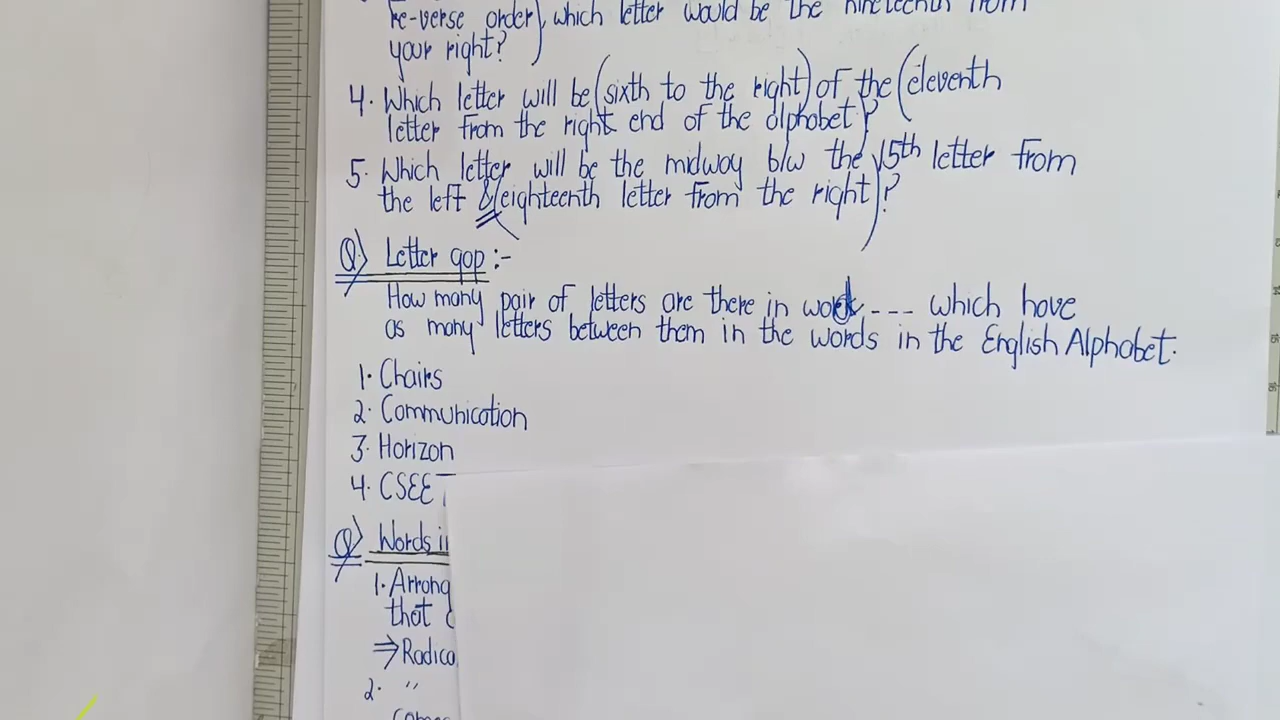 re-verse order) which letter would be the nineteenth from
your right?
4. Which letter will be (sixth to the right) of the (eleventh
letter from the right end of the alphabet?
5. Which letter will be the midway b/w the 15th letter from
the left & (eighteenth letter from the right)?
Q) Letter gap :-
How many pair of letters are there in word --- which have
as many letters between them in the words in the English Alphabet.
1. Chairs
2. Communication
3. Horizon
4. CSEE
Q) Words i
1. Arrang
that
⇒ Radica
2. "